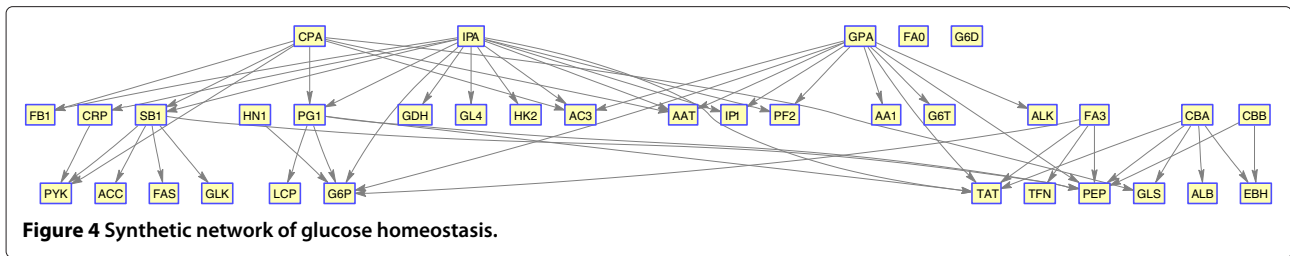 CPA IPA GPA FA0 G6D
FB1 CRP SB1 HN1 PG1 GDH GL4 HK2 AC3 AAT IPI PF2 AA1 G6T ALK FA3 CBA CBB
PYK ACC FAS GLK LCP G6P TAT TFN PEP GLS ALB EBH
Figure 4 Synthetic network of glucose homeostasis.